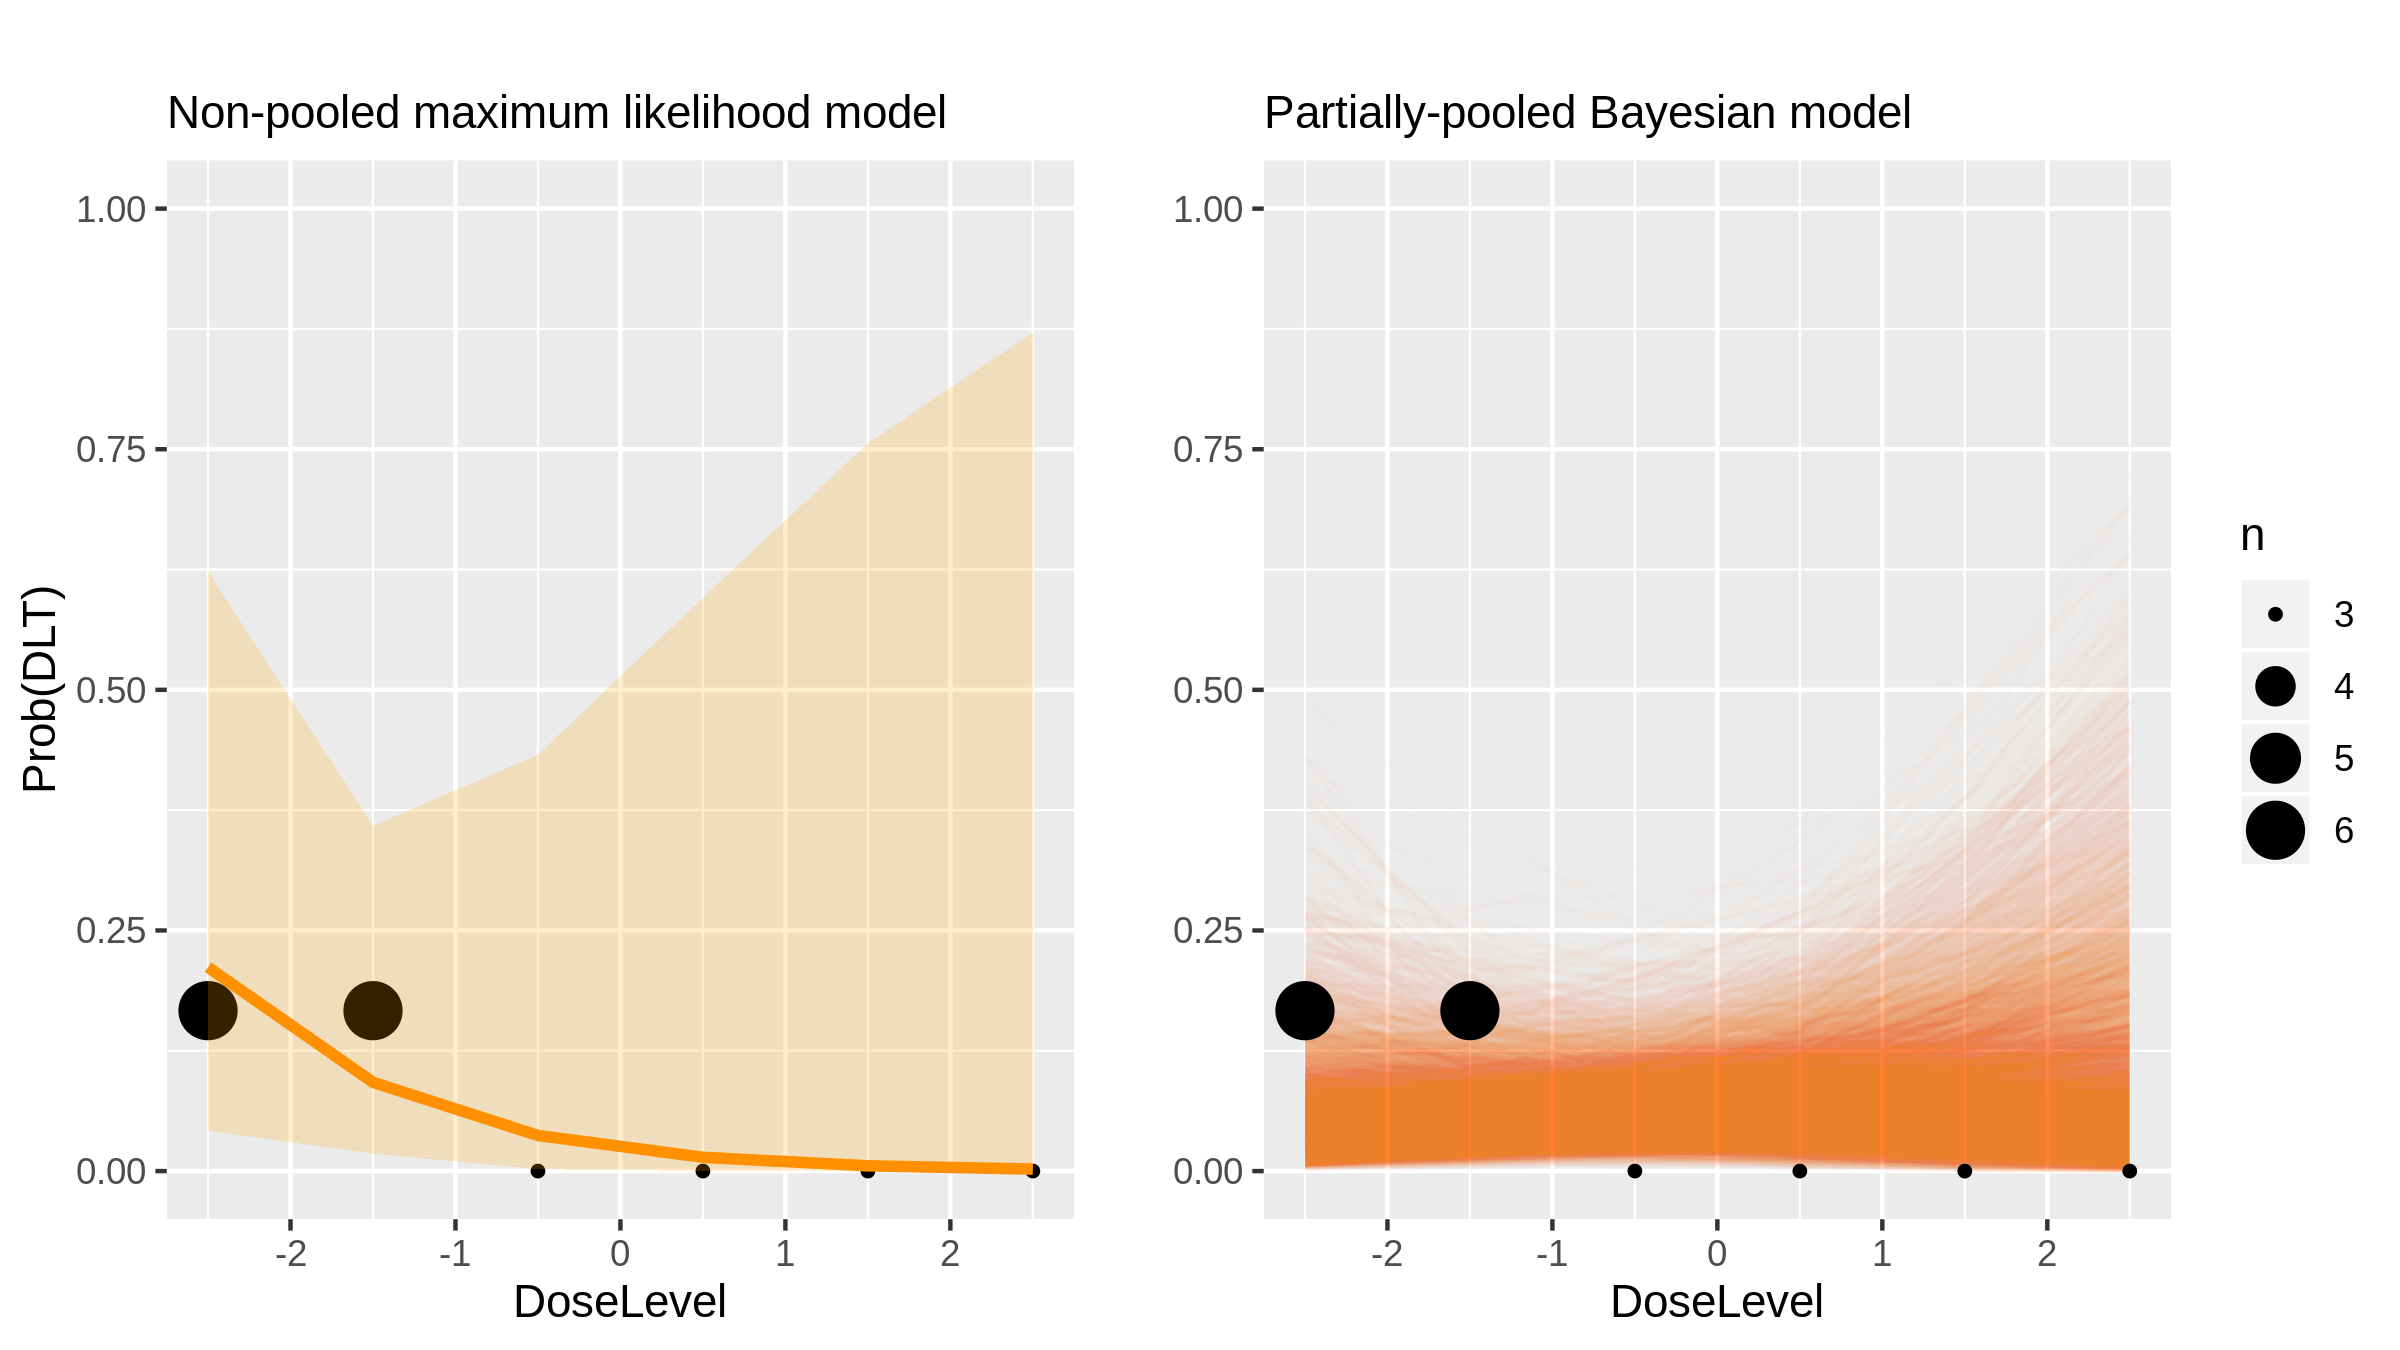 Non-pooled maximum likelihood model
Partially-pooled Bayesian model
Prob(DLT)
1.00
0.75
0.50
0.25
0.00
-2 -1 0 1 2
DoseLevel
1.00
0.75
0.50
0.25
0.00
-2 -1 0 1 2
DoseLevel
n
3
4
5
6